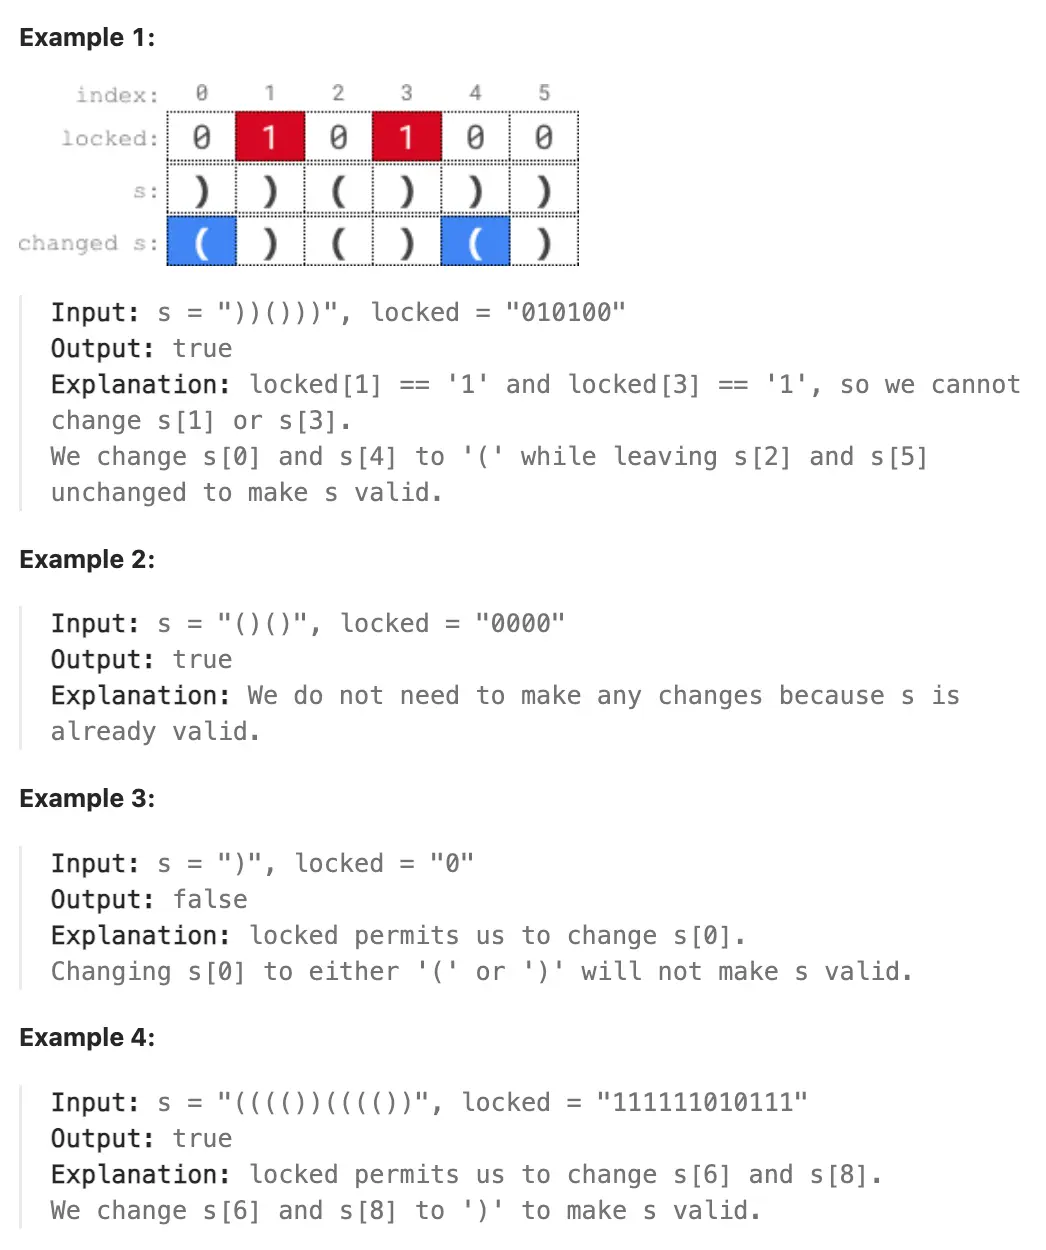 Example 1:
index: 0 1 2 3 4 5
locked: 0 1 0 1 0 0
s: ) ) ( ) ) )
changed s: ( ) ( ) ( )
Input: s = "))()))", locked = "010100"
Output: true
Explanation: locked[1] == '1' and locked[3] == '1', so we cannot
change s[1] or s[3].
We change s[0] and s[4] to '(' while leaving s[2] and s[5]
unchanged to make s valid.
Example 2:
Input: s = "()()", locked = "0000"
Output: true
Explanation: We do not need to make any changes because s is
already valid.
Example 3:
Input: s = ")", locked = "0"
Output: false
Explanation: locked permits us to change s[0].
Changing s[0] to either '(' or ')' will not make s valid.
Example 4:
Input: s = "(((())(((())", locked = "111111010111"
Output: true
Explanation: locked permits us to change s[6] and s[8].
We change s[6] and s[8] to ')' to make s valid.